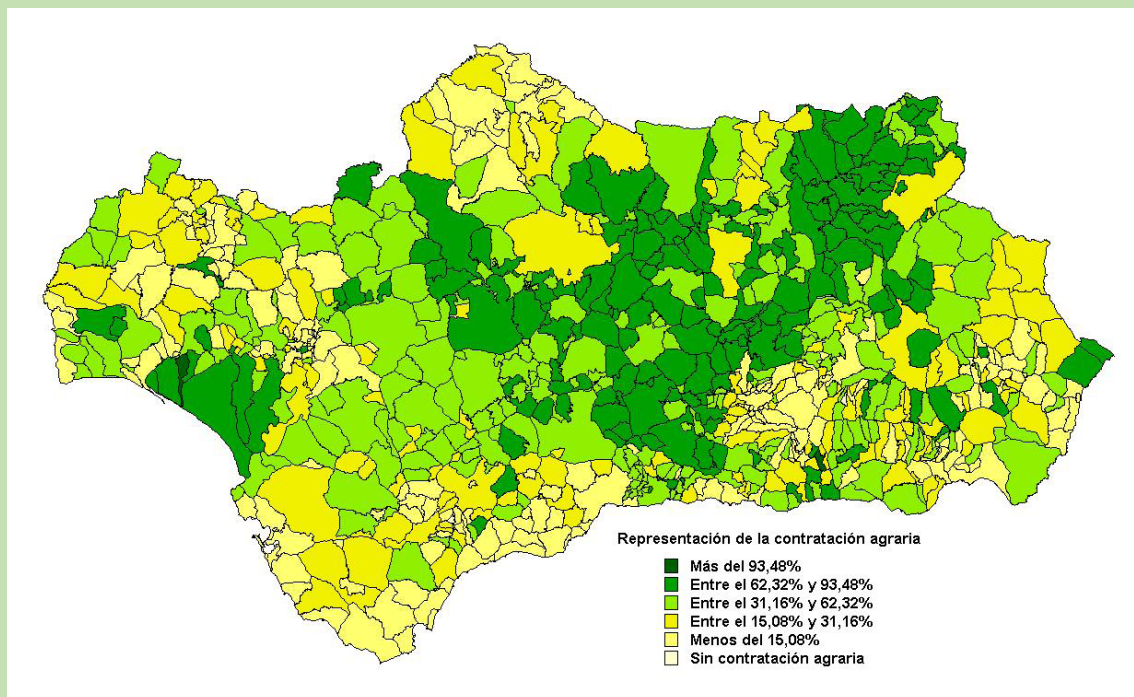 Representación de la contratación agraria
Más del 93,48%
Entre el 62,32% y 93,48%
Entre el 31,16% y 62,32%
Entre el 15,08% y 31,16%
Menos del 15,08%
Sin contratación agraria